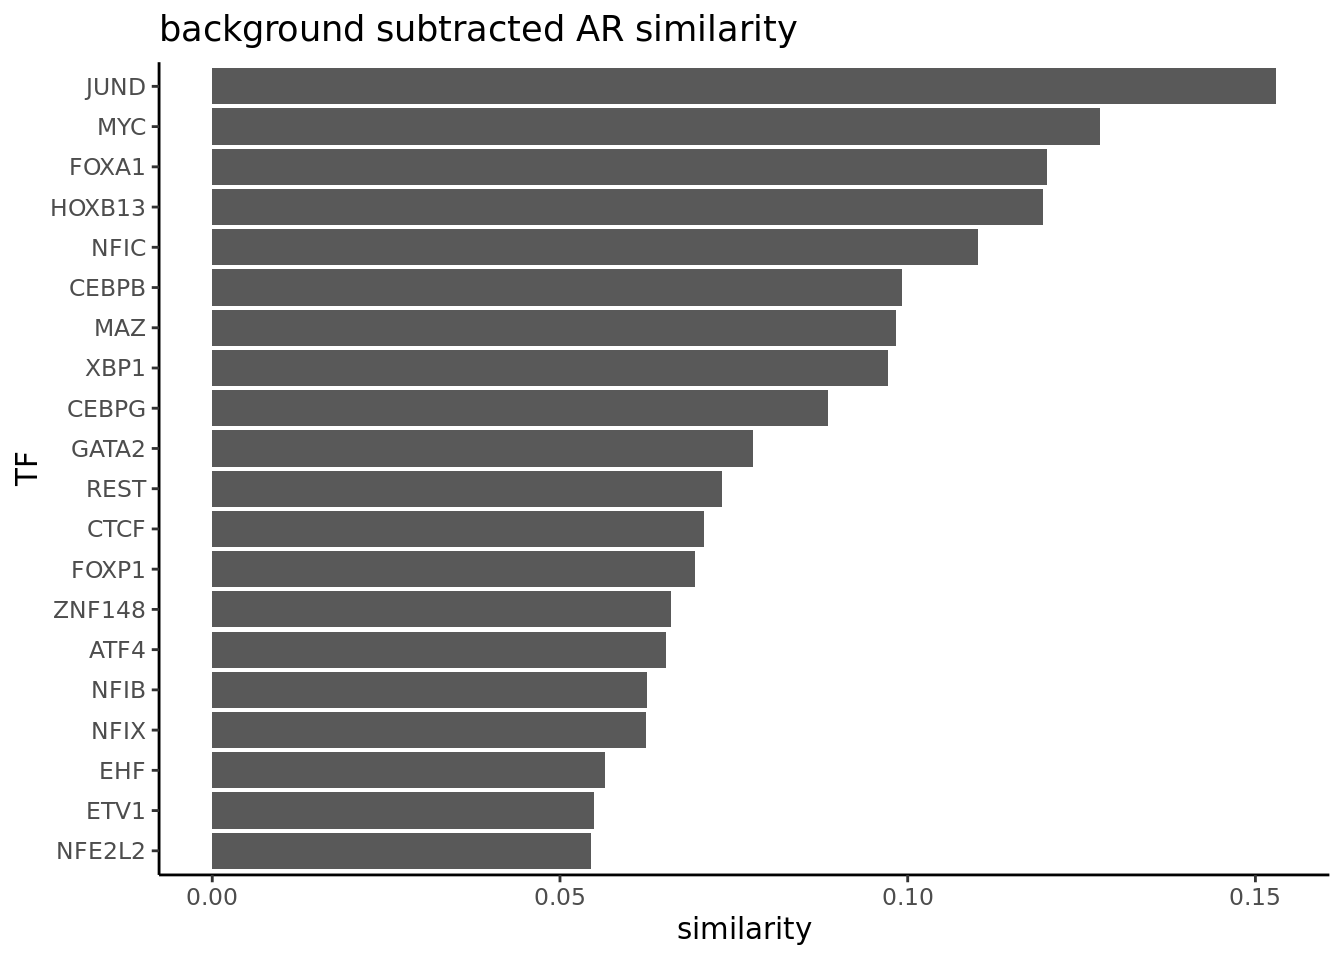 background subtracted AR similarity
JUND
MYC
FOXA1
HOXB13
NFIC
CEBPB
MAZ
XBP1
CEBPG
GATA2
REST
CTCF
FOXP1
ZNF148
ATF4
NFIB
NFIX
EHF
ETV1
NFE2L2
TF
0.00 0.05 0.10 0.15
similarity